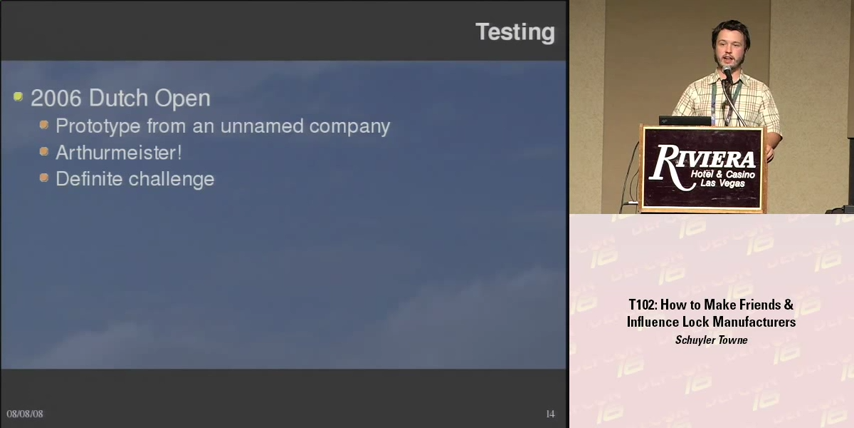 Testing
2006 Dutch Open
Prototype from an unnamed company
Arthurmeister!
Definite challenge
08/08/08
14
RIVIERA
Hotel & Casino
Las Vegas
T102: How to Make Friends &
Influence Lock Manufacturers
Schuyler Towne